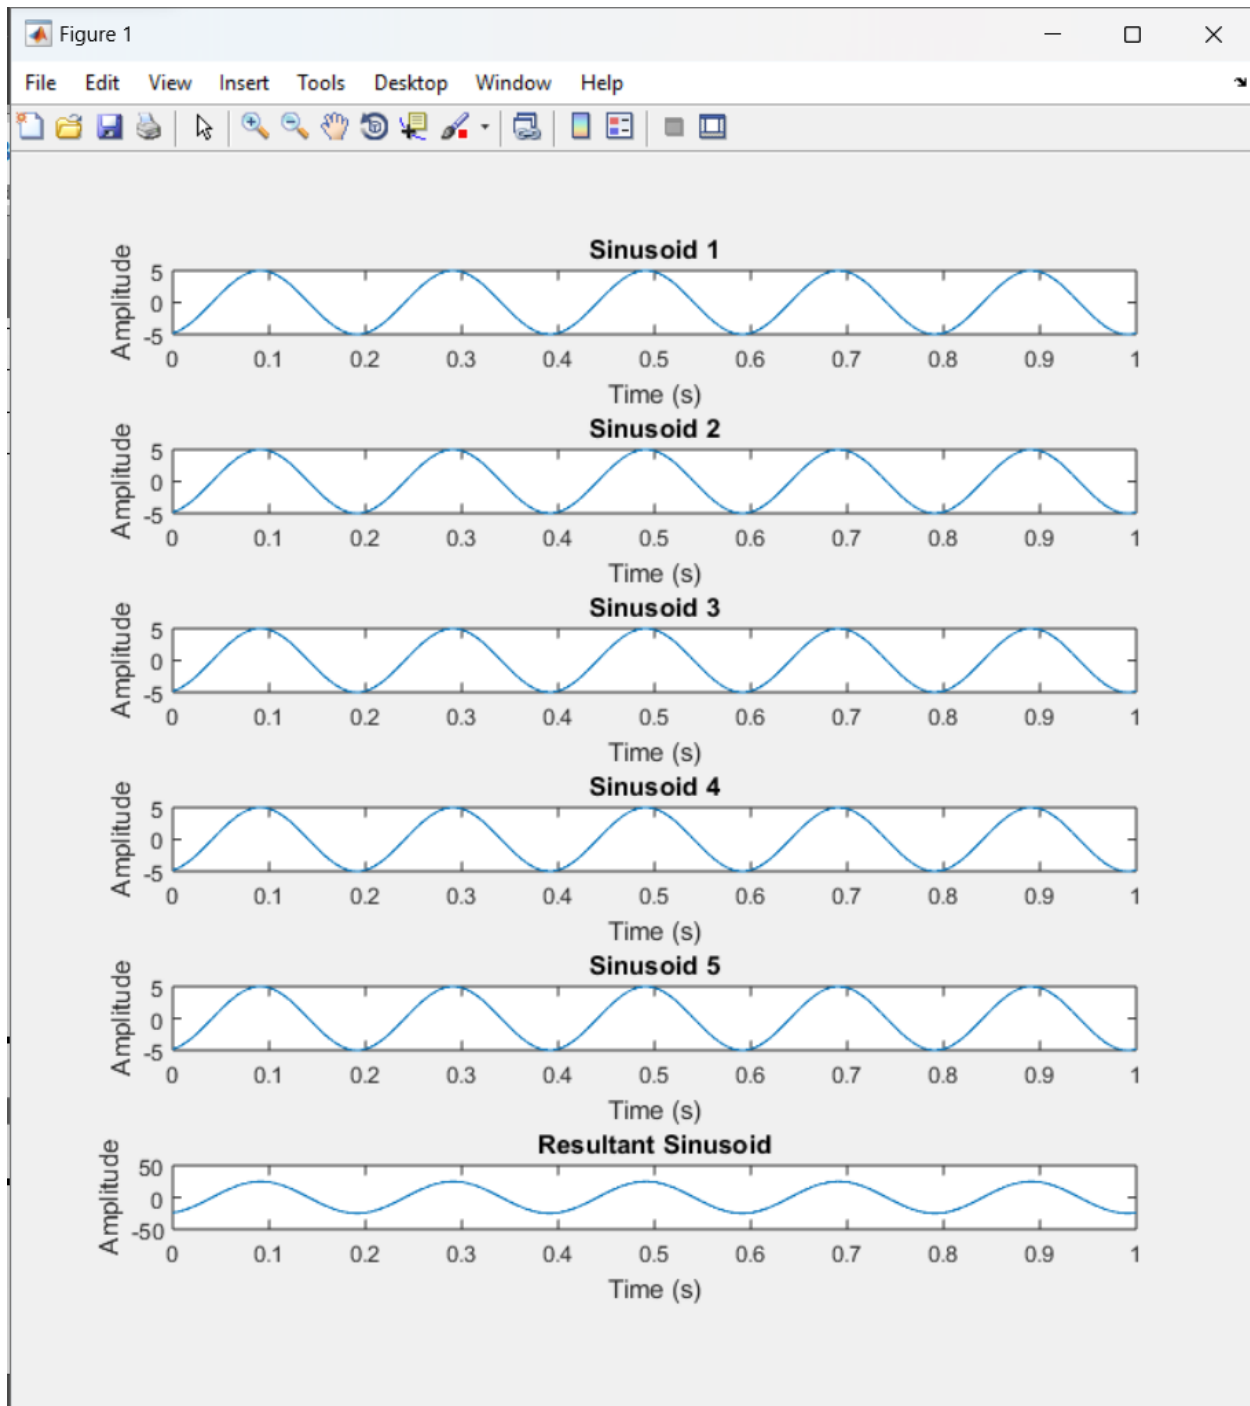 Figure 1
File Edit View Insert Tools Desktop Window Help
Sinusoid 1
Amplitude
5
0
-5
0 0.1 0.2 0.3 0.4 0.5 0.6 0.7 0.8 0.9 1
Time (s)
Sinusoid 2
Amplitude
5
0
-5
0 0.1 0.2 0.3 0.4 0.5 0.6 0.7 0.8 0.9 1
Time (s)
Sinusoid 3
Amplitude
5
0
-5
0 0.1 0.2 0.3 0.4 0.5 0.6 0.7 0.8 0.9 1
Time (s)
Sinusoid 4
Amplitude
5
0
-5
0 0.1 0.2 0.3 0.4 0.5 0.6 0.7 0.8 0.9 1
Time (s)
Sinusoid 5
Amplitude
5
0
-5
0 0.1 0.2 0.3 0.4 0.5 0.6 0.7 0.8 0.9 1
Time (s)
Resultant Sinusoid
Amplitude
50
0
-50
0 0.1 0.2 0.3 0.4 0.5 0.6 0.7 0.8 0.9 1
Time (s)